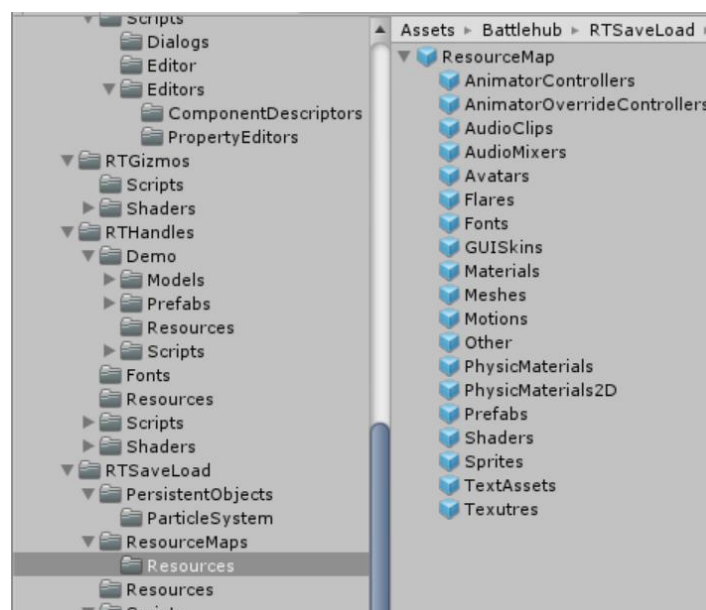 Scripts
Dialogs
Editor
Editors
ComponentDescriptors
PropertyEditors
RTGizmos
Scripts
Shaders
RTHandles
Demo
Models
Prefabs
Resources
Scripts
Fonts
Resources
Scripts
Shaders
RTSaveLoad
PersistentObjects
ParticleSystem
ResourceMaps
Resources
Resources
Assets Battlehub RTSaveLoad
ResourceMap
AnimatorControllers
AnimatorOverrideControllers
AudioClips
AudioMixers
Avatars
Flares
Fonts
GUISkins
Materials
Meshes
Motions
Other
PhysicMaterials
PhysicMaterials2D
Prefabs
Shaders
Sprites
TextAssets
Texutres